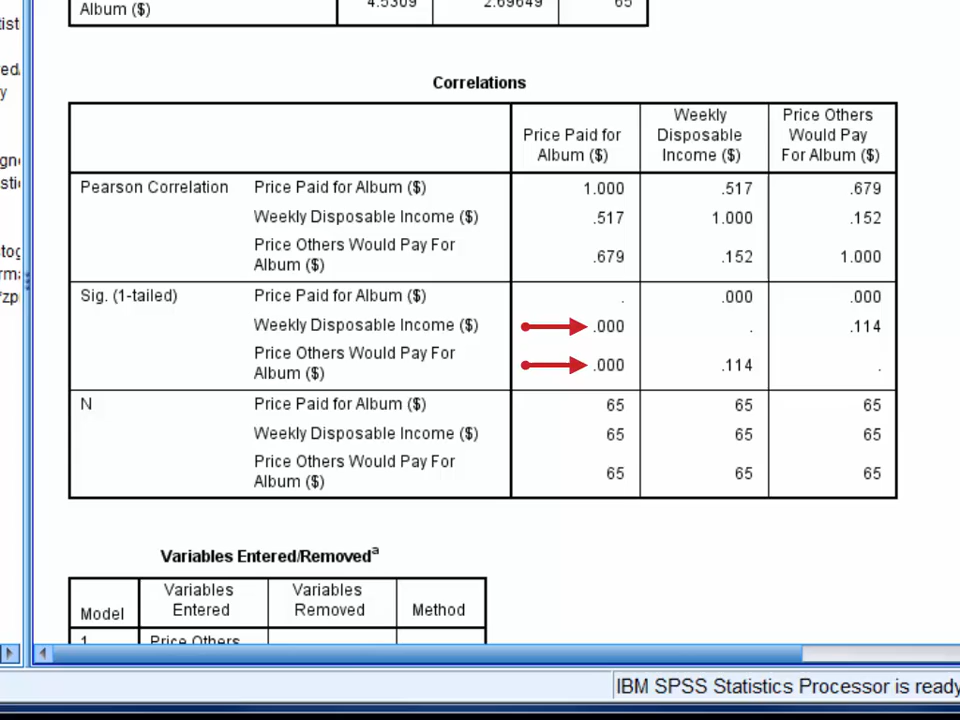 Album ($) 4.5309 2.69649 65
Correlations
Price Paid for Album ($) Weekly Disposable Income ($) Price Others Would Pay For Album ($)
Pearson Correlation Price Paid for Album ($) 1.000 .517 .679
Weekly Disposable Income ($) .517 1.000 .152
Price Others Would Pay For Album ($) .679 .152 1.000
Sig. (1-tailed) Price Paid for Album ($) . .000 .000
Weekly Disposable Income ($) .000 . .114
Price Others Would Pay For Album ($) .000 .114 .
N Price Paid for Album ($) 65 65 65
Weekly Disposable Income ($) 65 65 65
Price Others Would Pay For Album ($) 65 65 65
Variables Entered/Removedᵃ
Model Variables Entered Variables Removed Method
1 Price Others
IBM SPSS Statistics Processor is ready